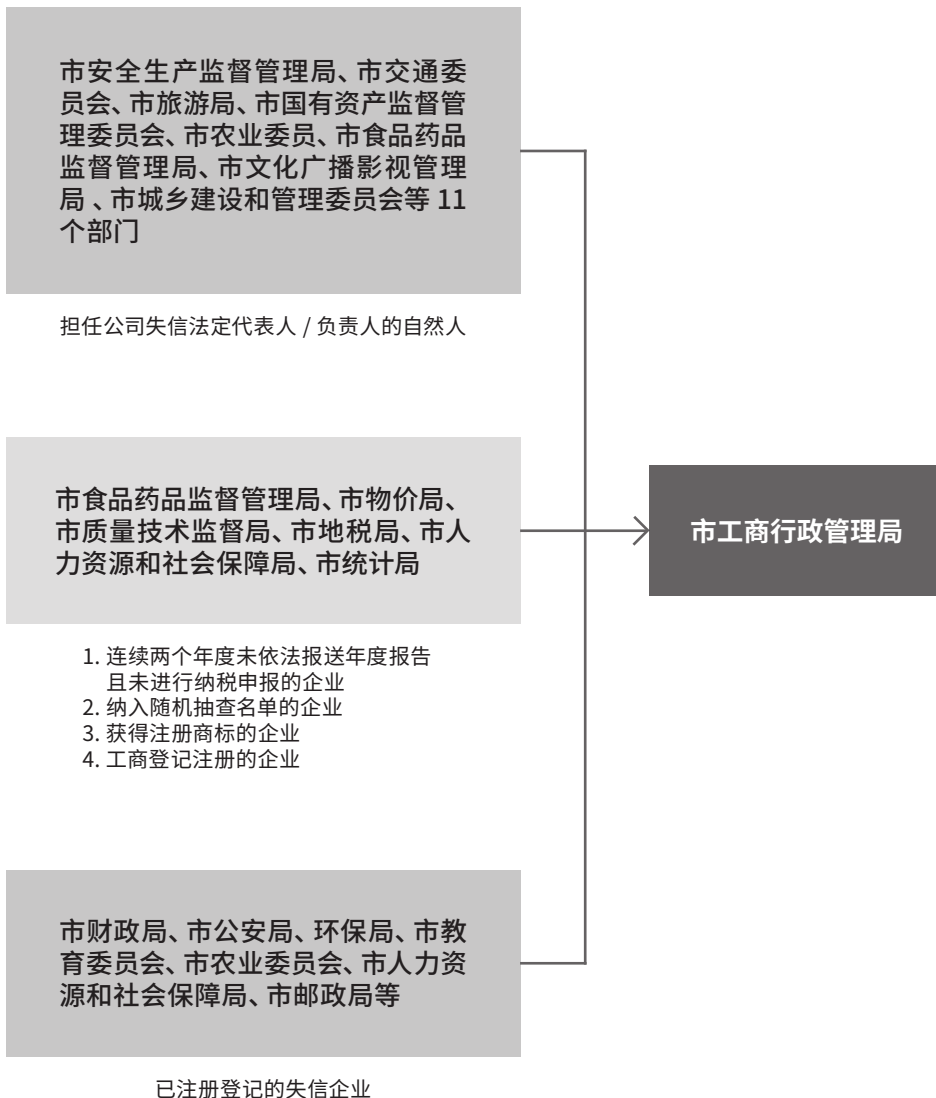 市安全生产监督管理局、市交通委
员会、市旅游局、市国有资产监督管
理委员会、市农业委员、市食品药品
监督管理局、市文化广播影视管理
局、市城乡建设和管理委员会等 11
个部门
担任公司失信法定代表人 / 负责人的自然人
市食品药品监督管理局、市物价局、
市质量技术监督局、市地税局、市人
力资源和社会保障局、市统计局
1. 连续两个年度未依法报送年度报告
且未进行纳税申报的企业
2. 纳入随机抽查名单的企业
3. 获得注册商标的企业
4. 工商登记注册的企业
市财政局、市公安局、环保局、市教
育委员会、市农业委员会、市人力资
源和社会保障局、市邮政局等
已注册登记的失信企业
市工商行政管理局